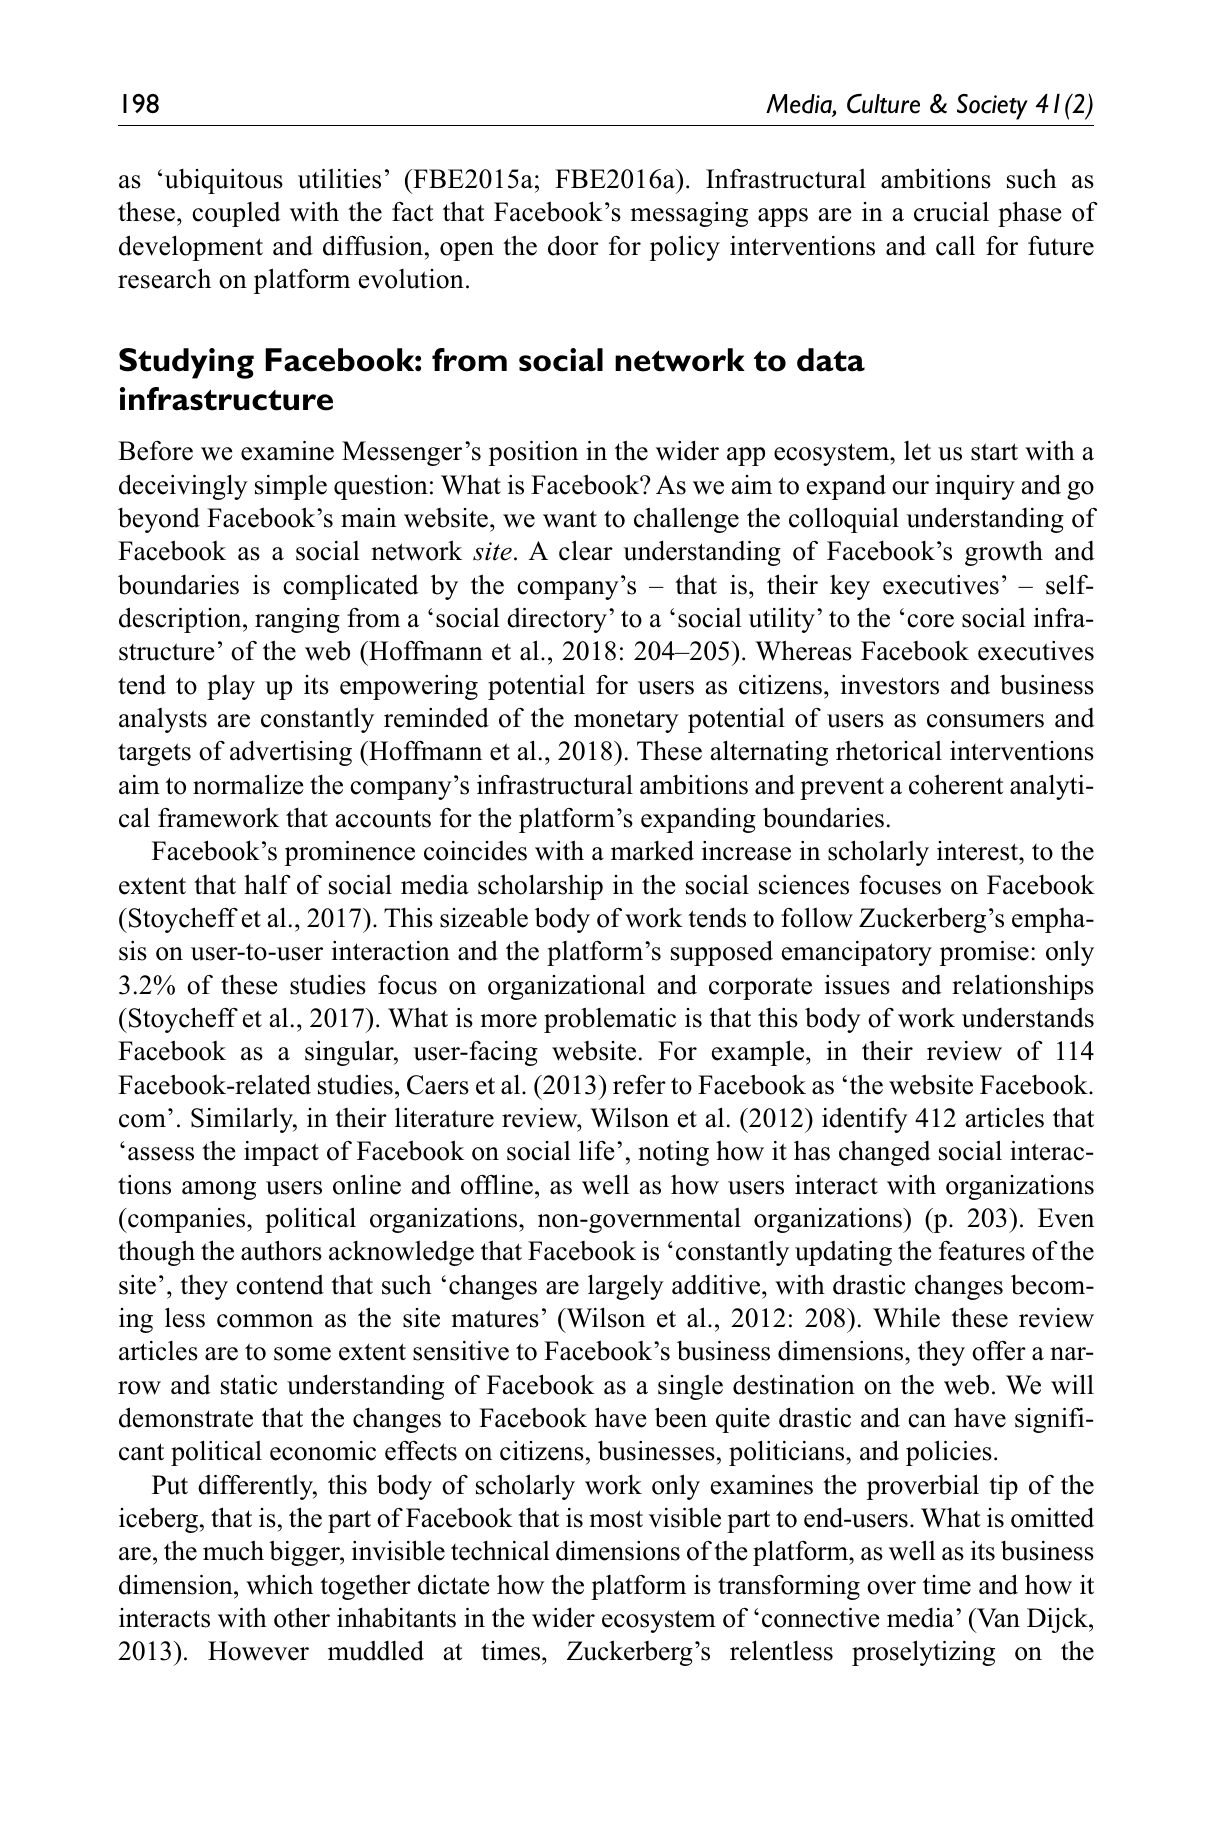 198
Media, Culture & Society 41(2)
as ‘ubiquitous utilities’ (FBE2015a; FBE2016a). Infrastructural ambitions such as
these, coupled with the fact that Facebook’s messaging apps are in a crucial phase of
development and diffusion, open the door for policy interventions and call for future
research on platform evolution.
Studying Facebook: from social network to data
infrastructure
Before we examine Messenger’s position in the wider app ecosystem, let us start with a
deceivingly simple question: What is Facebook? As we aim to expand our inquiry and go
beyond Facebook’s main website, we want to challenge the colloquial understanding of
Facebook as a social network site. A clear understanding of Facebook’s growth and
boundaries is complicated by the company’s – that is, their key executives’ – self-
description, ranging from a ‘social directory’ to a ‘social utility’ to the ‘core social infra-
structure’ of the web (Hoffmann et al., 2018: 204–205). Whereas Facebook executives
tend to play up its empowering potential for users as citizens, investors and business
analysts are constantly reminded of the monetary potential of users as consumers and
targets of advertising (Hoffmann et al., 2018). These alternating rhetorical interventions
aim to normalize the company’s infrastructural ambitions and prevent a coherent analyti-
cal framework that accounts for the platform’s expanding boundaries.
Facebook’s prominence coincides with a marked increase in scholarly interest, to the
extent that half of social media scholarship in the social sciences focuses on Facebook
(Stoycheff et al., 2017). This sizeable body of work tends to follow Zuckerberg’s empha-
sis on user-to-user interaction and the platform’s supposed emancipatory promise: only
3.2% of these studies focus on organizational and corporate issues and relationships
(Stoycheff et al., 2017). What is more problematic is that this body of work understands
Facebook as a singular, user-facing website. For example, in their review of 114
Facebook-related studies, Caers et al. (2013) refer to Facebook as ‘the website Facebook.
com’. Similarly, in their literature review, Wilson et al. (2012) identify 412 articles that
‘assess the impact of Facebook on social life’, noting how it has changed social interac-
tions among users online and offline, as well as how users interact with organizations
(companies, political organizations, non-governmental organizations) (p. 203). Even
though the authors acknowledge that Facebook is ‘constantly updating the features of the
site’, they contend that such ‘changes are largely additive, with drastic changes becom-
ing less common as the site matures’ (Wilson et al., 2012: 208). While these review
articles are to some extent sensitive to Facebook’s business dimensions, they offer a nar-
row and static understanding of Facebook as a single destination on the web. We will
demonstrate that the changes to Facebook have been quite drastic and can have signifi-
cant political economic effects on citizens, businesses, politicians, and policies.
Put differently, this body of scholarly work only examines the proverbial tip of the
iceberg, that is, the part of Facebook that is most visible part to end-users. What is omitted
are, the much bigger, invisible technical dimensions of the platform, as well as its business
dimension, which together dictate how the platform is transforming over time and how it
interacts with other inhabitants in the wider ecosystem of ‘connective media’ (Van Dijck,
2013). However muddled at times, Zuckerberg’s relentless proselytizing on the